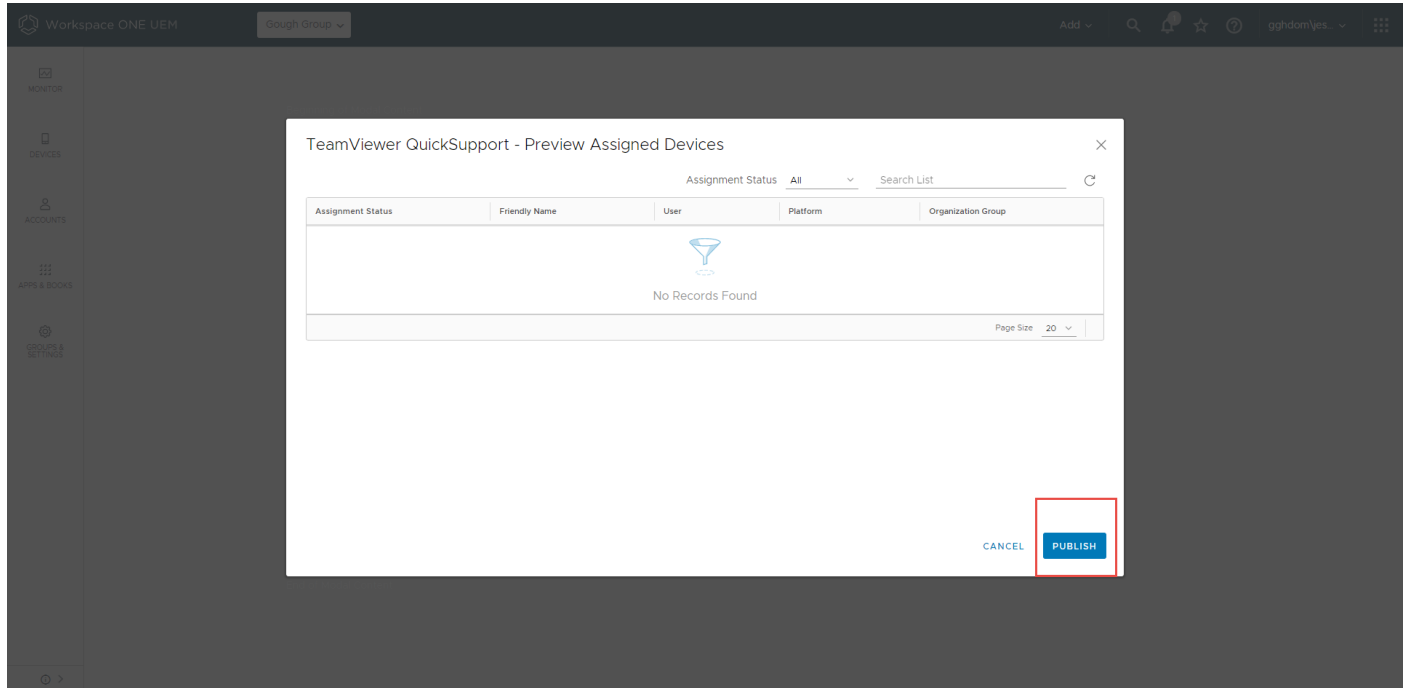 Workspace ONE UEM
Gough Group
Add
gghdom\jes...
MONITOR
DEVICES
ACCOUNTS
APPS & BOOKS
GROUPS &
SETTINGS
TeamViewer QuickSupport - Preview Assigned Devices
Assignment Status All Search List
Assignment Status Friendly Name User Platform Organization Group
No Records Found
Page Size 20
CANCEL PUBLISH